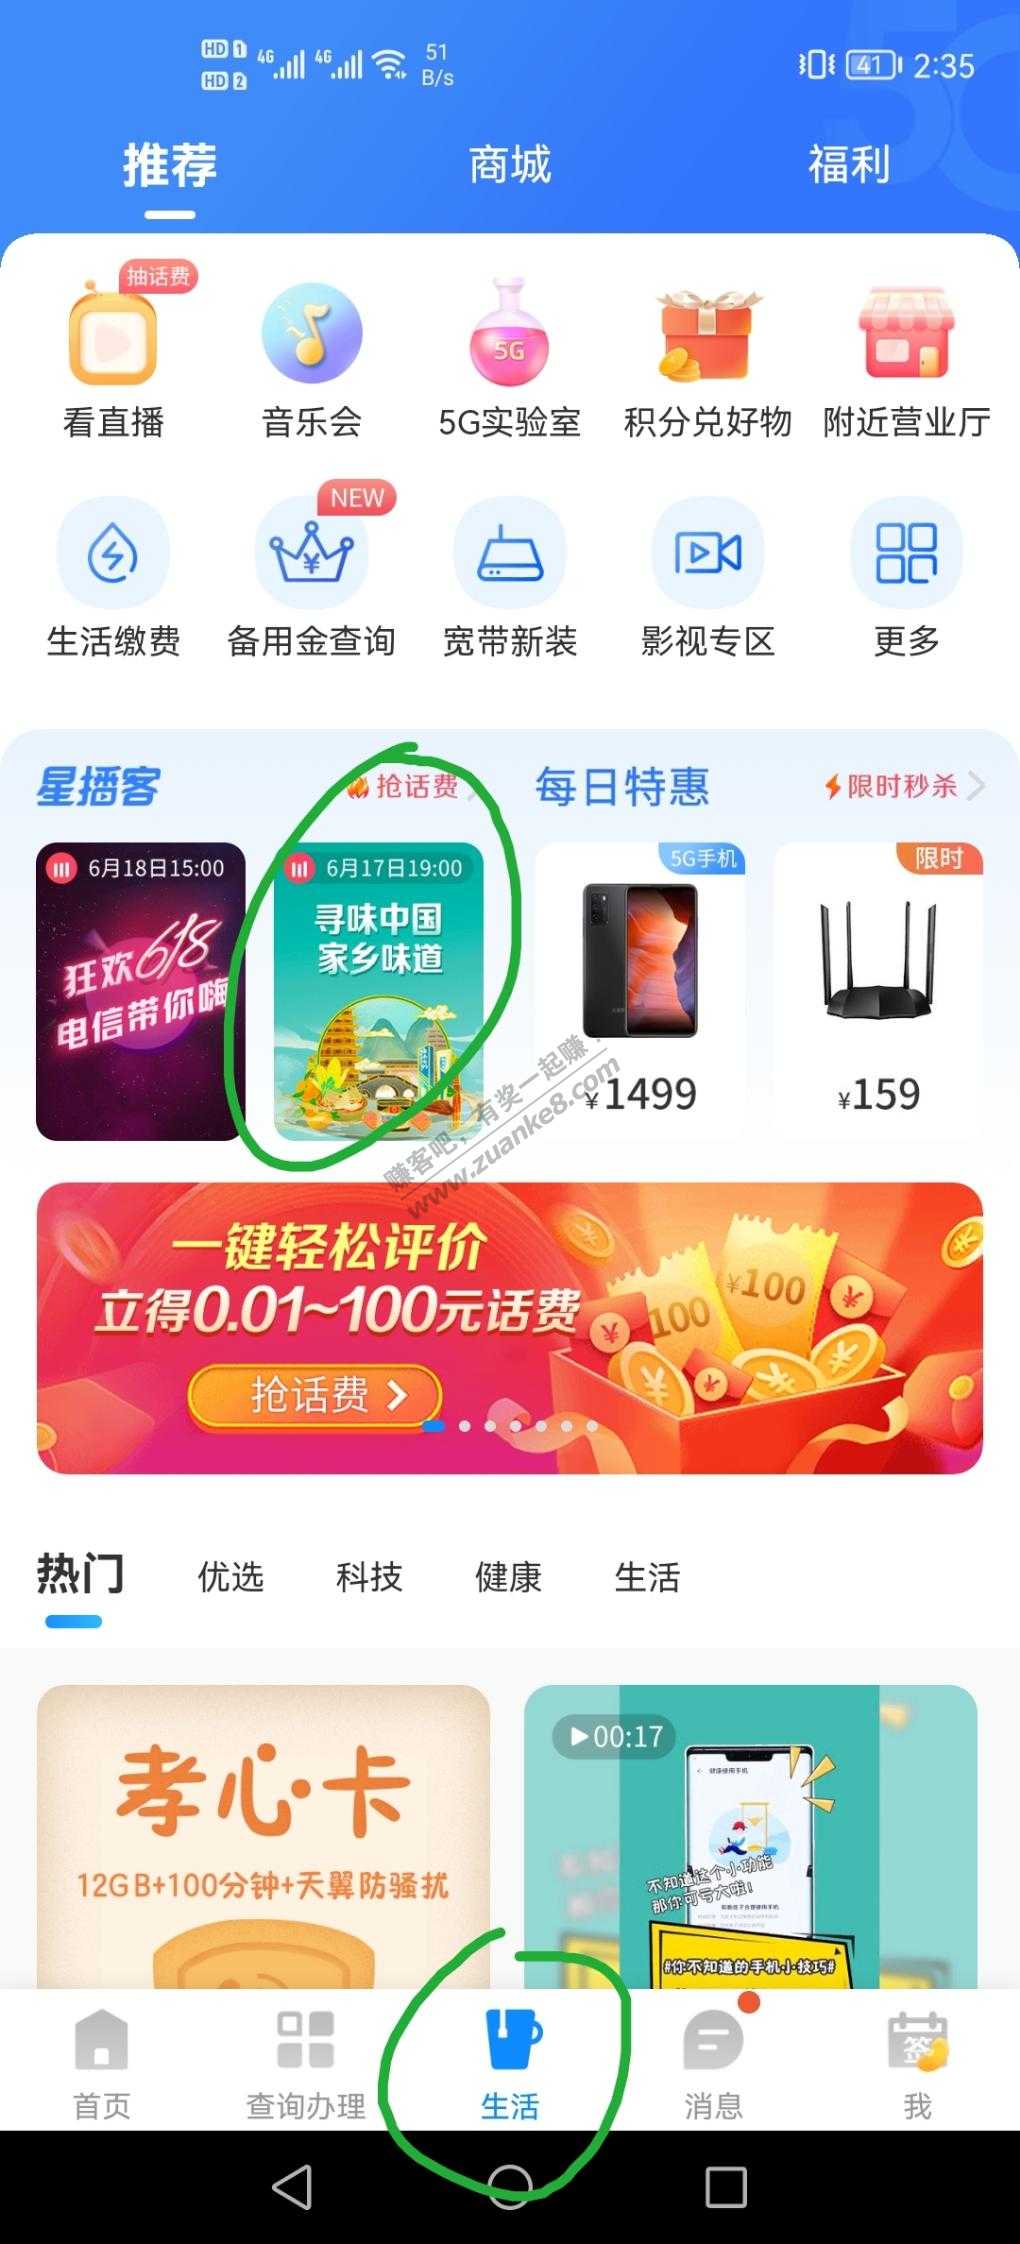 HD 1 4G 4G 51
HD 2 B/s
41 2:35
推荐 商城 福利
抽话费
5G
看直播 音乐会 5G实验室 积分兑好物 附近营业厅
NEW
¥
生活缴费 备用金查询 宽带新装 影视专区 更多
星播客 抢话费 每日特惠 限时秒杀
6月18日15:00 6月17日19:00 5G手机 限时
狂欢618
电信带你嗨
寻味中国
家乡味道
¥1499 ¥159
赚客吧，有奖一起赚！
www.zuanke8.com
一键轻松评价
立得0.01~100元话费
抢话费
100 ¥100
热门 优选 科技 健康 生活
孝心卡
12GB+100分钟+天翼防骚扰
00:17
健康使用手机
不知道这个小功能
那你可亏大啦!
#你不知道的手机小技巧#
签
首页 查询办理 生活 消息 我